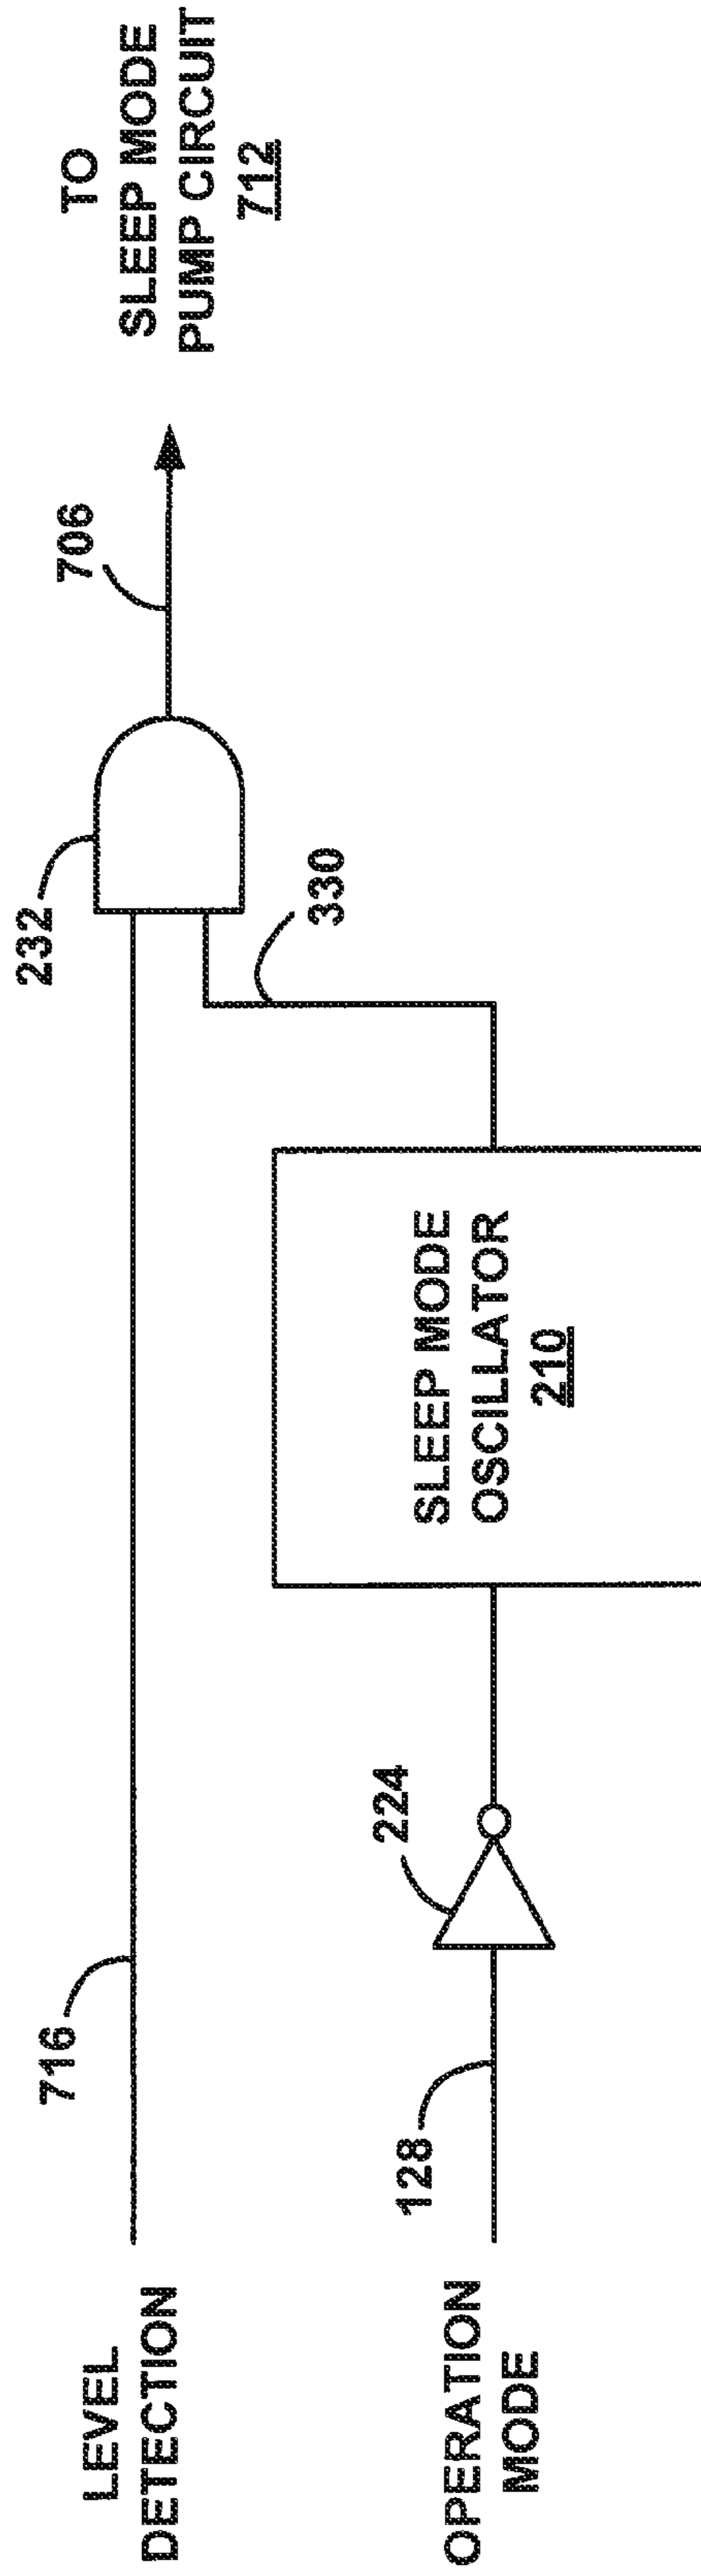 LEVEL
DETECTION
716
232
706
TO
SLEEP MODE
PUMP CIRCUIT
712
330
OPERATION
MODE
128
224
SLEEP MODE
OSCILLATOR
210